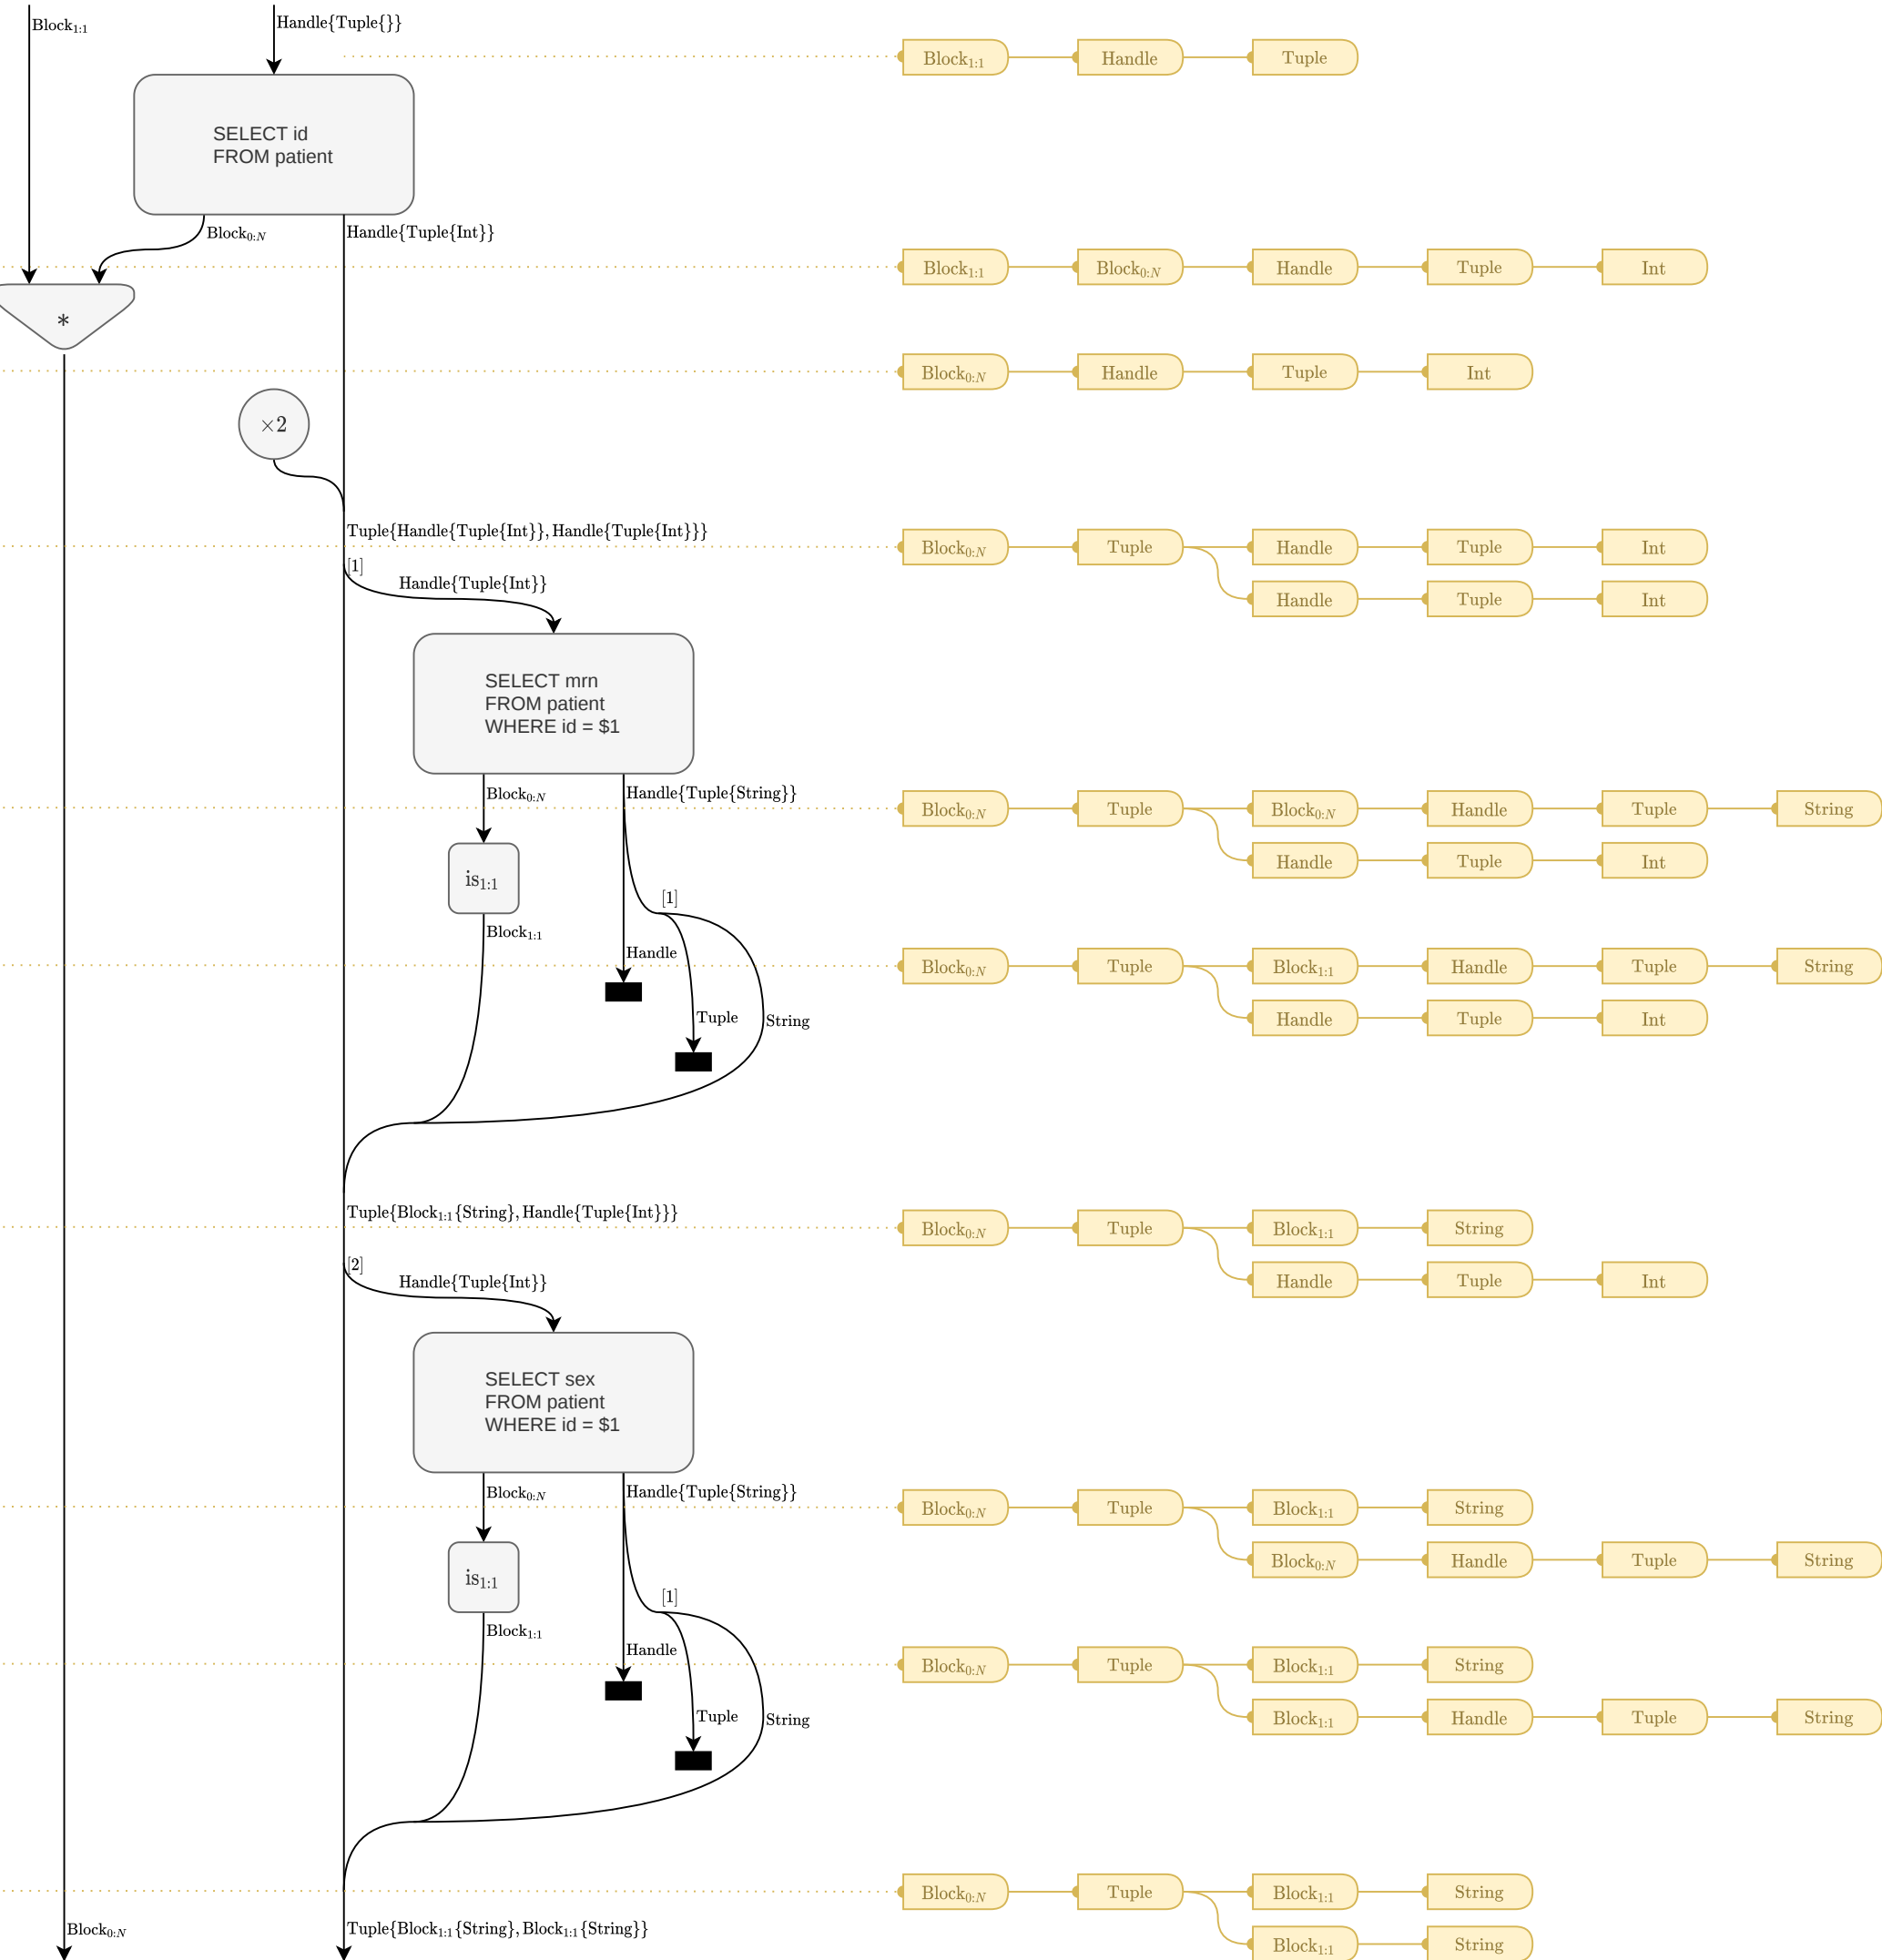 Block₁:₁
Handle{Tuple{}}
Block₁:₁ Handle Tuple
SELECT id
FROM patient
Block₀:N
Handle{Tuple{Int}}
Block₁:₁ Block₀:N Handle Tuple Int
*
Block₀:N Handle Tuple Int
×2
Tuple{Handle{Tuple{Int}}, Handle{Tuple{Int}}}
Block₀:N Tuple Handle Tuple Int
[1]
Handle{Tuple{Int}}
Handle Tuple Int
SELECT mrn
FROM patient
WHERE id = $1
Block₀:N
Handle{Tuple{String}}
Block₀:N Tuple Block₀:N Handle Tuple String
Handle Tuple Int
is₁:₁
[1]
Block₁:₁
Handle
Block₀:N Tuple Block₁:₁ Handle Tuple String
Handle Tuple Int
Tuple
String
Tuple{Block₁:₁{String}, Handle{Tuple{Int}}}
Block₀:N Tuple Block₁:₁ String
[2]
Handle{Tuple{Int}}
Handle Tuple Int
SELECT sex
FROM patient
WHERE id = $1
Block₀:N
Handle{Tuple{String}}
Block₀:N Tuple Block₁:₁ String
Block₀:N Handle Tuple String
is₁:₁
[1]
Block₁:₁
Handle
Block₀:N Tuple Block₁:₁ String
Block₁:₁ Handle Tuple String
Tuple
String
Block₀:N Tuple Block₁:₁ String
Block₀:N
Tuple{Block₁:₁{String}, Block₁:₁{String}}
Block₁:₁ String